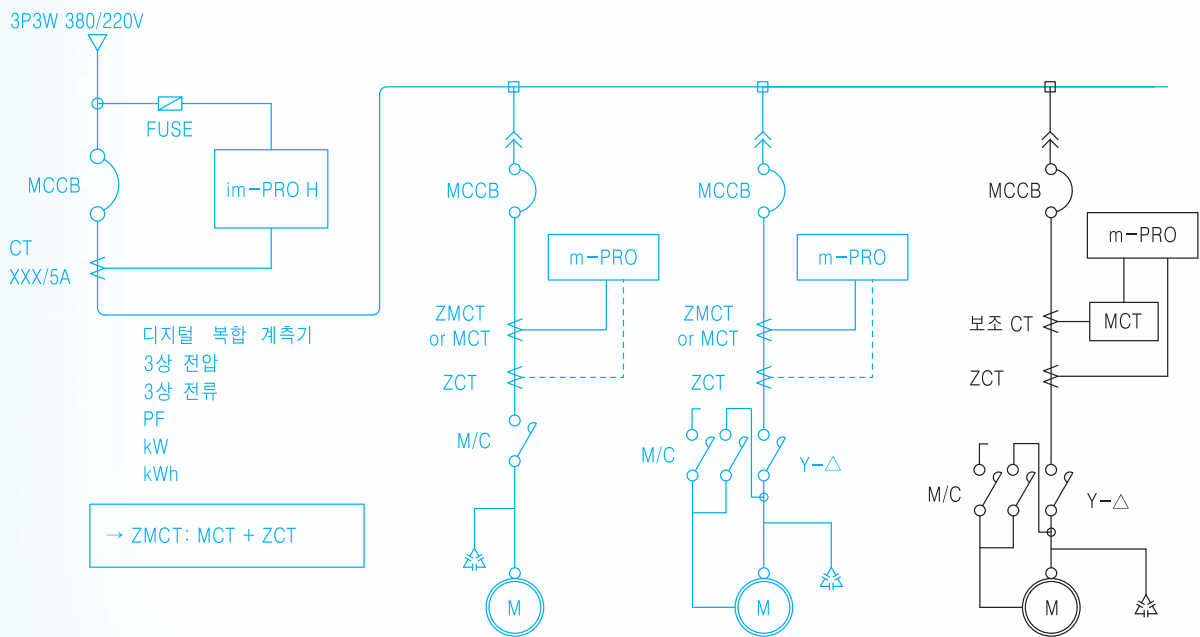 3P3W 380/220V
FUSE
MCCB
im-PRO H
CT
XXX/5A
디지털 복합 계측기
3상 전압
3상 전류
PF
kW
kWh
→ ZMCT: MCT + ZCT
MCCB
m-PRO
ZMCT
or MCT
ZCT
M/C
M
MCCB
m-PRO
ZMCT
or MCT
ZCT
M/C
Y-△
M
MCCB
m-PRO
보조 CT
MCT
ZCT
M/C
Y-△
M